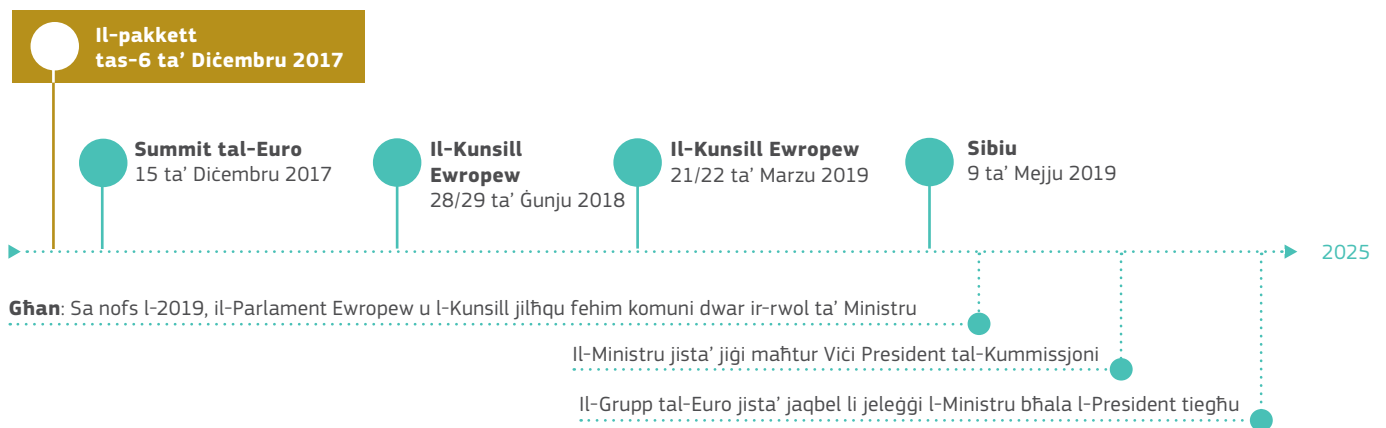 Il-pakkett
tas-6 ta’ Diċembru 2017
Summit tal-Euro
15 ta’ Diċembru 2017
Il-Kunsill
Ewropew
28/29 ta’ Ġunju 2018
Il-Kunsill Ewropew
21/22 ta’ Marzu 2019
Sibiu
9 ta’ Mejju 2019
2025
Għan: Sa nofs l-2019, il-Parlament Ewropew u l-Kunsill jilħqu fehim komuni dwar ir-rwol ta’ Ministru
Il-Ministru jista’ jiġi maħtur Viċi President tal-Kummissjoni
Il-Grupp tal-Euro jista’ jaqbel li jeleġġi l-Ministru bħala l-President tiegħu